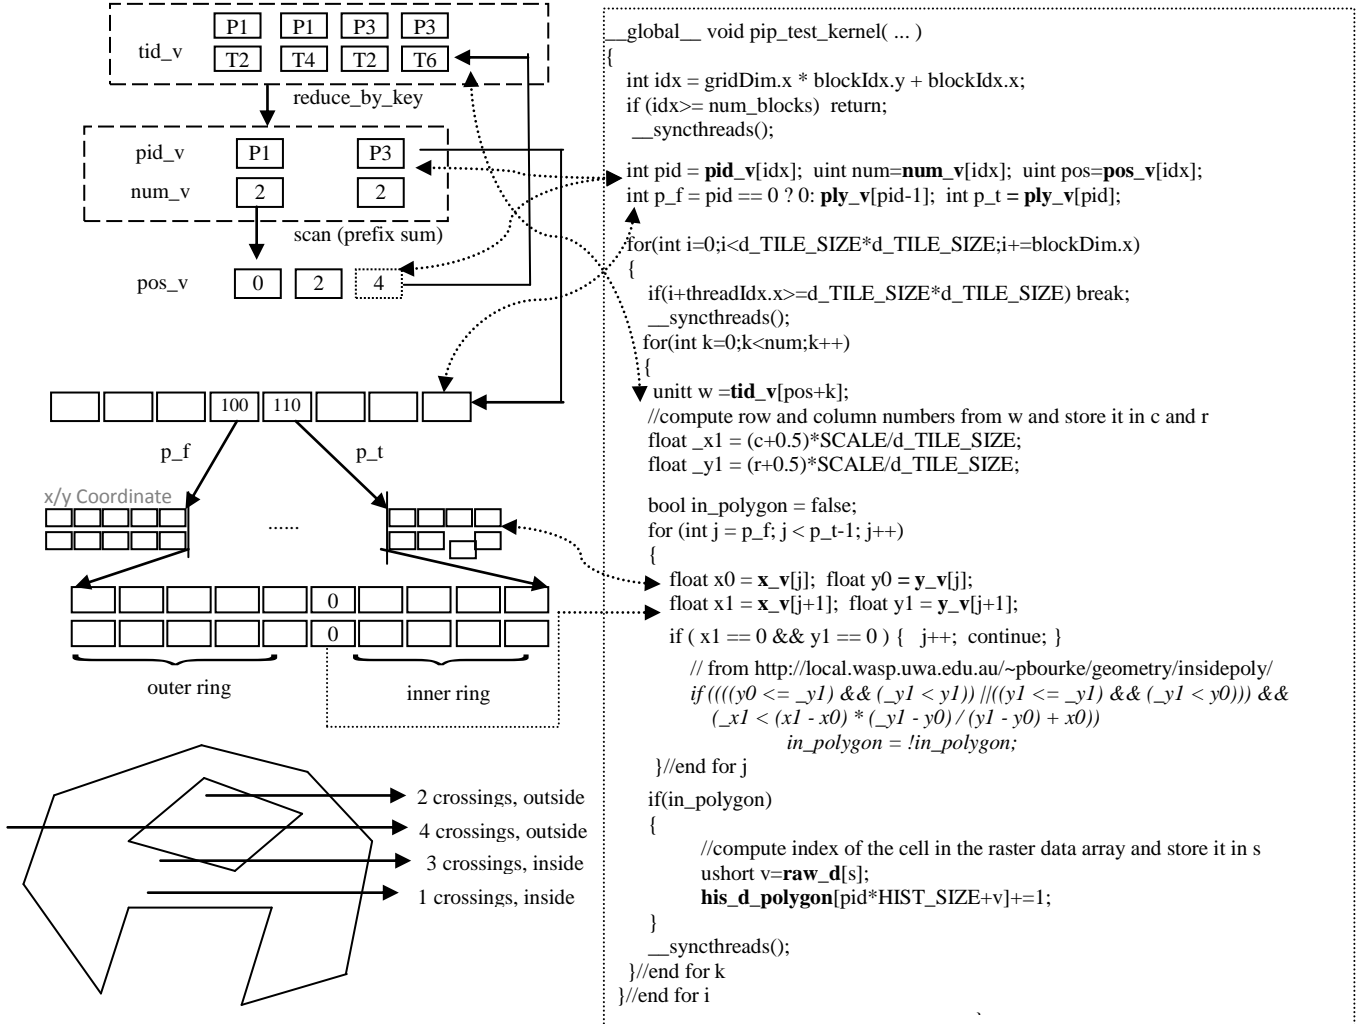 P1 P1 P3 P3
tid_v
T2 T4 T2 T6
reduce_by_key
pid_v P1 P3
num_v 2 2
scan (prefix sum)
pos_v 0 2 4
100 110
p_f p_t
x/y Coordinate
......
0
0
outer ring inner ring
2 crossings, outside
4 crossings, outside
3 crossings, inside
1 crossings, inside
__global__ void pip_test_kernel( ... )
{
int idx = gridDim.x * blockIdx.y + blockIdx.x;
if (idx>= num_blocks) return;
__syncthreads();
int pid = pid_v[idx]; uint num=num_v[idx]; uint pos=pos_v[idx];
int p_f = pid == 0 ? 0: ply_v[pid-1]; int p_t = ply_v[pid];
for(int i=0;i<d_TILE_SIZE*d_TILE_SIZE;i+=blockDim.x)
{
if(i+threadIdx.x>=d_TILE_SIZE*d_TILE_SIZE) break;
__syncthreads();
for(int k=0;k<num;k++)
{
unitt w =tid_v[pos+k];
//compute row and column numbers from w and store it in c and r
float _x1 = (c+0.5)*SCALE/d_TILE_SIZE;
float _y1 = (r+0.5)*SCALE/d_TILE_SIZE;
bool in_polygon = false;
for (int j = p_f; j < p_t-1; j++)
{
float x0 = x_v[j]; float y0 = y_v[j];
float x1 = x_v[j+1]; float y1 = y_v[j+1];
if ( x1 == 0 && y1 == 0 ) { j++; continue; }
// from http://local.wasp.uwa.edu.au/~pbourke/geometry/insidepoly/
if ((((y0 <= _y1) && (_y1 < y1)) ||((y1 <= _y1) && (_y1 < y0))) &&
(_x1 < (x1 - x0) * (_y1 - y0) / (y1 - y0) + x0))
in_polygon = !in_polygon;
}//end for j
if(in_polygon)
{
//compute index of the cell in the raster data array and store it in s
ushort v=raw_d[s];
his_d_polygon[pid*HIST_SIZE+v]+=1;
}
__syncthreads();
}//end for k
}//end for i